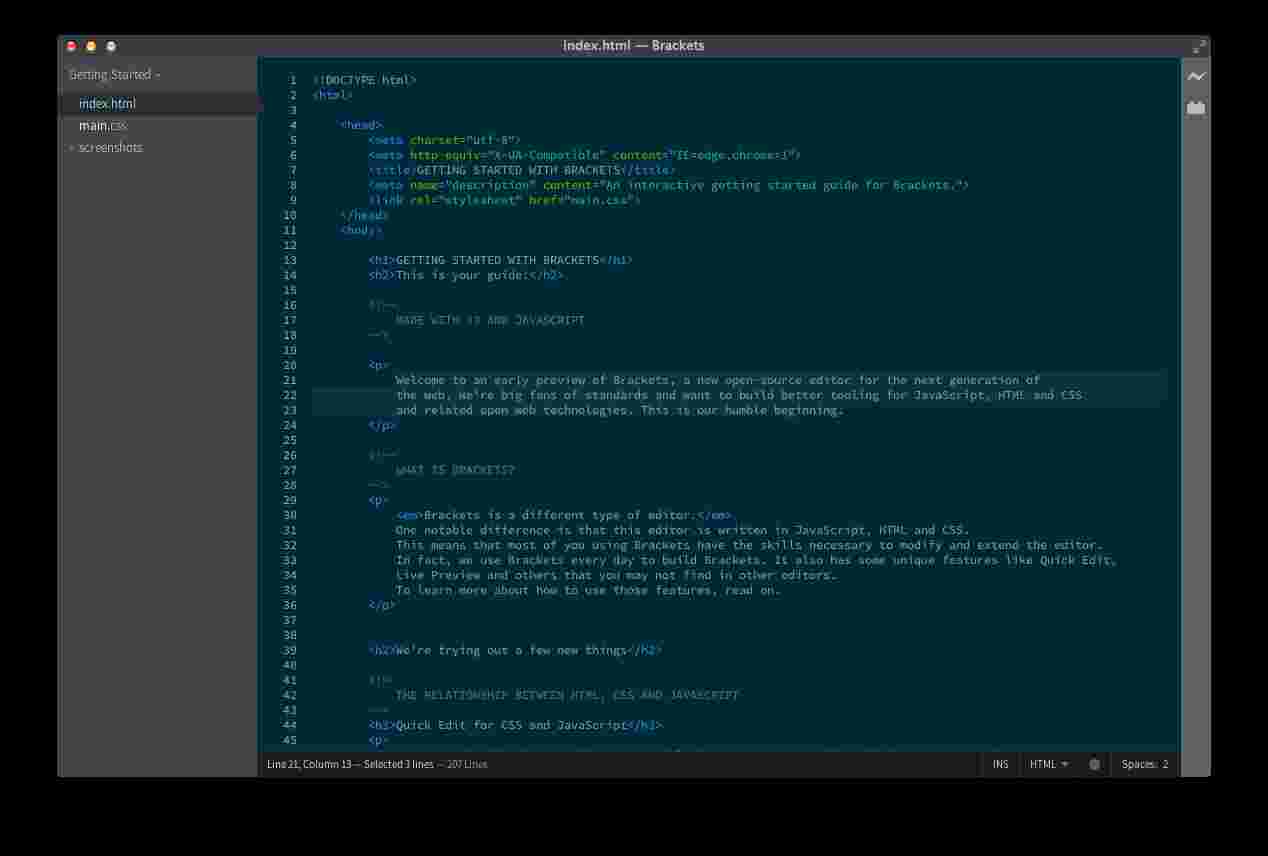 index.html — Brackets
Getting Started
index.html
main.css
screenshots
1 <!DOCTYPE html>
2 <html>
3
4 <head>
5 <meta charset="utf-8">
6 <meta http-equiv="X-UA-Compatible" content="IE=edge,chrome=1">
7 <title>GETTING STARTED WITH BRACKETS</title>
8 <meta name="description" content="An interactive getting started guide for Brackets.">
9 <link rel="stylesheet" href="main.css">
10 </head>
11 <body>
12
13 <h1>GETTING STARTED WITH BRACKETS</h1>
14 <h2>This is your guide!</h2>
15
16 <!--
17 MADE WITH <3 AND JAVASCRIPT
18 -->
19
20 <p>
21 Welcome to an early preview of Brackets, a new open-source editor for the next generation of
22 the web. We're big fans of standards and want to build better tooling for JavaScript, HTML and CSS
23 and related open web technologies. This is our humble beginning.
24 </p>
25
26 <!--
27 WHAT IS BRACKETS?
28 -->
29 <p>
30 <em>Brackets is a different type of editor.</em>
31 One notable difference is that this editor is written in JavaScript, HTML and CSS.
32 This means that most of you using Brackets have the skills necessary to modify and extend the editor.
33 In fact, we use Brackets every day to build Brackets. It also has some unique features like Quick Edit,
34 Live Preview and others that you may not find in other editors.
35 To learn more about how to use those features, read on.
36 </p>
37
38
39 <h2>We're trying out a few new things</h2>
40
41 <!--
42 THE RELATIONSHIP BETWEEN HTML, CSS AND JAVASCRIPT
43 -->
44 <h3>Quick Edit for CSS and JavaScript</h3>
45 <p>
Line 21, Column 13 — Selected 3 lines — 207 Lines
INS HTML Spaces: 2